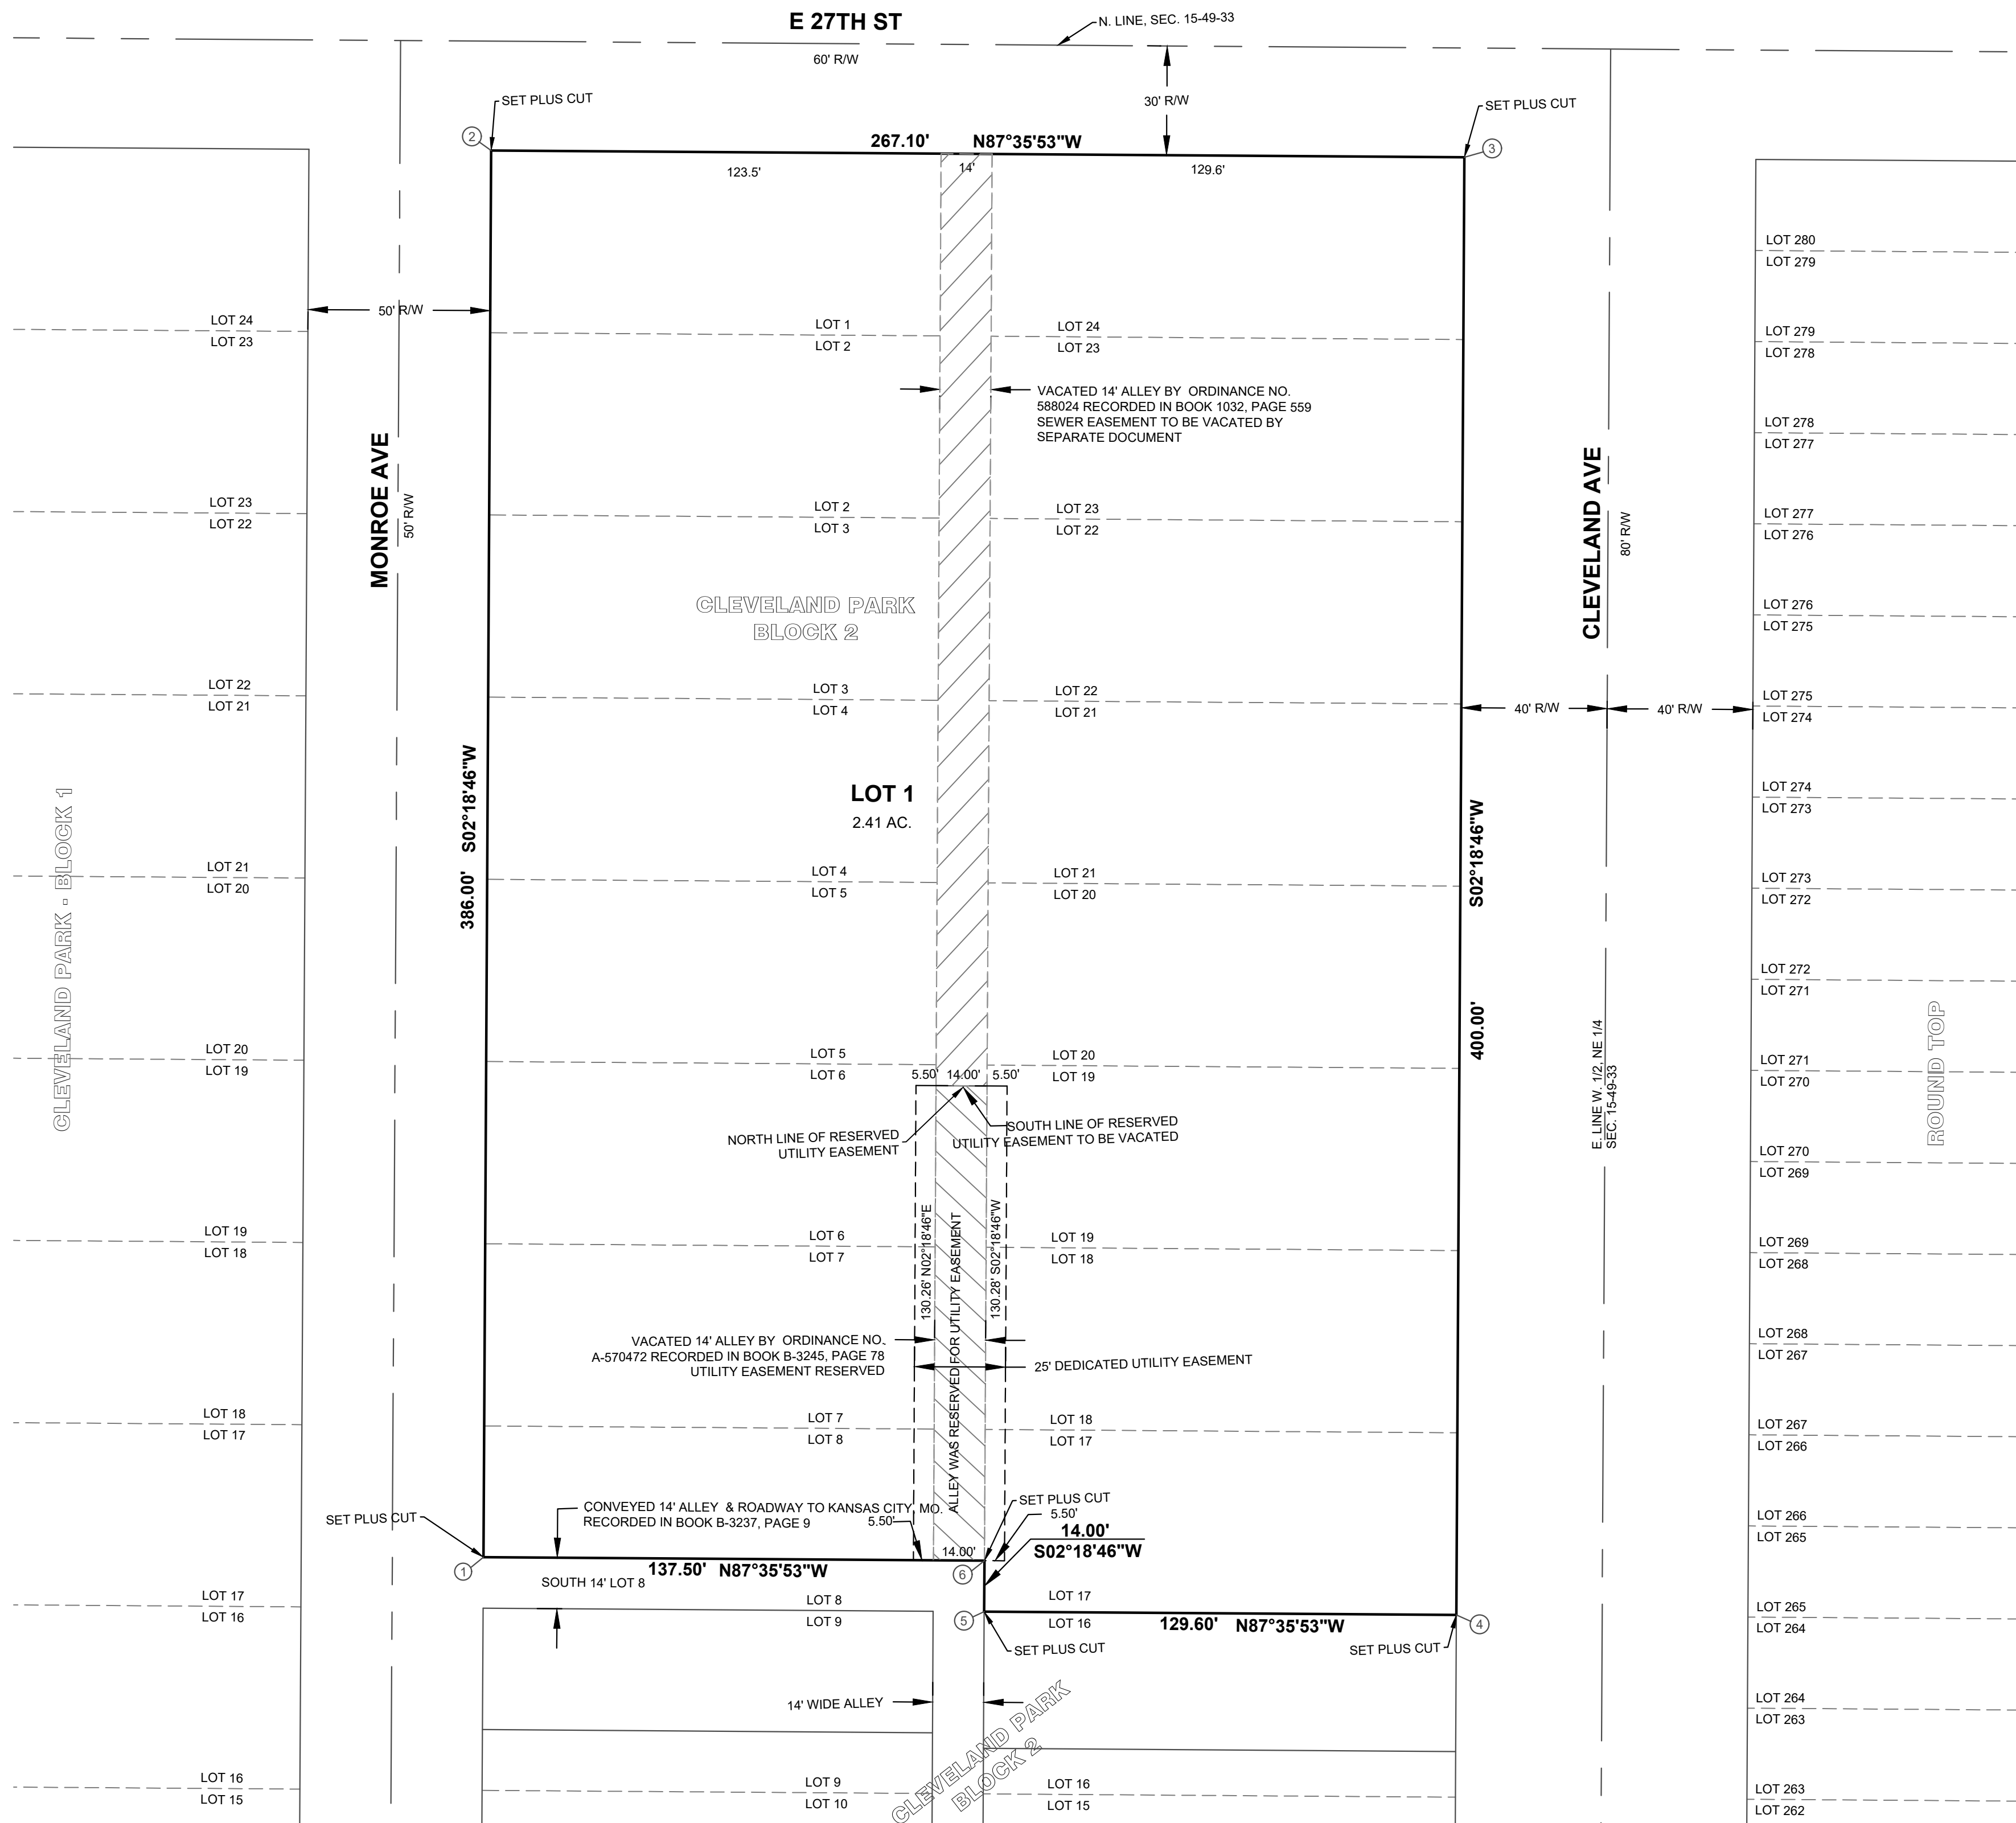 E 27TH ST
N. LINE, SEC. 15-49-33
60' R/W
30' R/W
SET PLUS CUT
SET PLUS CUT
2
267.10' N87°35'53"W
3
123.5'
14'
129.6'
50' R/W
LOT 24
LOT 23
LOT 23
LOT 22
LOT 22
LOT 21
LOT 21
LOT 20
LOT 20
LOT 19
LOT 19
LOT 18
LOT 18
LOT 17
LOT 17
LOT 16
LOT 16
LOT 15
CLEVELAND PARK - BLOCK 1
MONROE AVE
50' R/W
386.00' S02°18'46"W
LOT 1
LOT 2
LOT 24
LOT 23
VACATED 14' ALLEY BY ORDINANCE NO.
588024 RECORDED IN BOOK 1032, PAGE 559
SEWER EASEMENT TO BE VACATED BY
SEPARATE DOCUMENT
LOT 2
LOT 3
LOT 23
LOT 22
CLEVELAND PARK
BLOCK 2
LOT 3
LOT 4
LOT 22
LOT 21
LOT 1
2.41 AC.
LOT 4
LOT 5
LOT 21
LOT 20
LOT 5
LOT 6
LOT 20
LOT 19
5.50'
14.00'
5.50'
NORTH LINE OF RESERVED
UTILITY EASEMENT
SOUTH LINE OF RESERVED
UTILITY EASEMENT TO BE VACATED
130.26' N02°18'46"E
ALLEY WAS RESERVED FOR UTILITY EASEMENT
130.28' S02°18'46"W
LOT 6
LOT 7
LOT 19
LOT 18
VACATED 14' ALLEY BY ORDINANCE NO.
A-570472 RECORDED IN BOOK B-3245, PAGE 78
UTILITY EASEMENT RESERVED
25' DEDICATED UTILITY EASEMENT
LOT 7
LOT 8
LOT 18
LOT 17
SET PLUS CUT
CONVEYED 14' ALLEY & ROADWAY TO KANSAS CITY, MO.
RECORDED IN BOOK B-3237, PAGE 9
5.50'
SET PLUS CUT
5.50'
14.00'
S02°18'46"W
14.00'
1
137.50' N87°35'53"W
6
SOUTH 14' LOT 8
LOT 8
LOT 9
LOT 17
LOT 16
5
129.60' N87°35'53"W
4
SET PLUS CUT
SET PLUS CUT
14' WIDE ALLEY
CLEVELAND PARK
BLOCK 2
LOT 9
LOT 10
LOT 16
LOT 15
S02°18'46"W
400.00'
CLEVELAND AVE
80' R/W
40' R/W
40' R/W
E. LINE W. 1/2, NE 1/4
SEC. 15-49-33
LOT 280
LOT 279
LOT 279
LOT 278
LOT 278
LOT 277
LOT 277
LOT 276
LOT 276
LOT 275
LOT 275
LOT 274
LOT 274
LOT 273
LOT 273
LOT 272
LOT 272
LOT 271
LOT 271
LOT 270
LOT 270
LOT 269
LOT 269
LOT 268
LOT 268
LOT 267
LOT 267
LOT 266
LOT 266
LOT 265
LOT 265
LOT 264
LOT 264
LOT 263
LOT 263
LOT 262
ROUND TOP